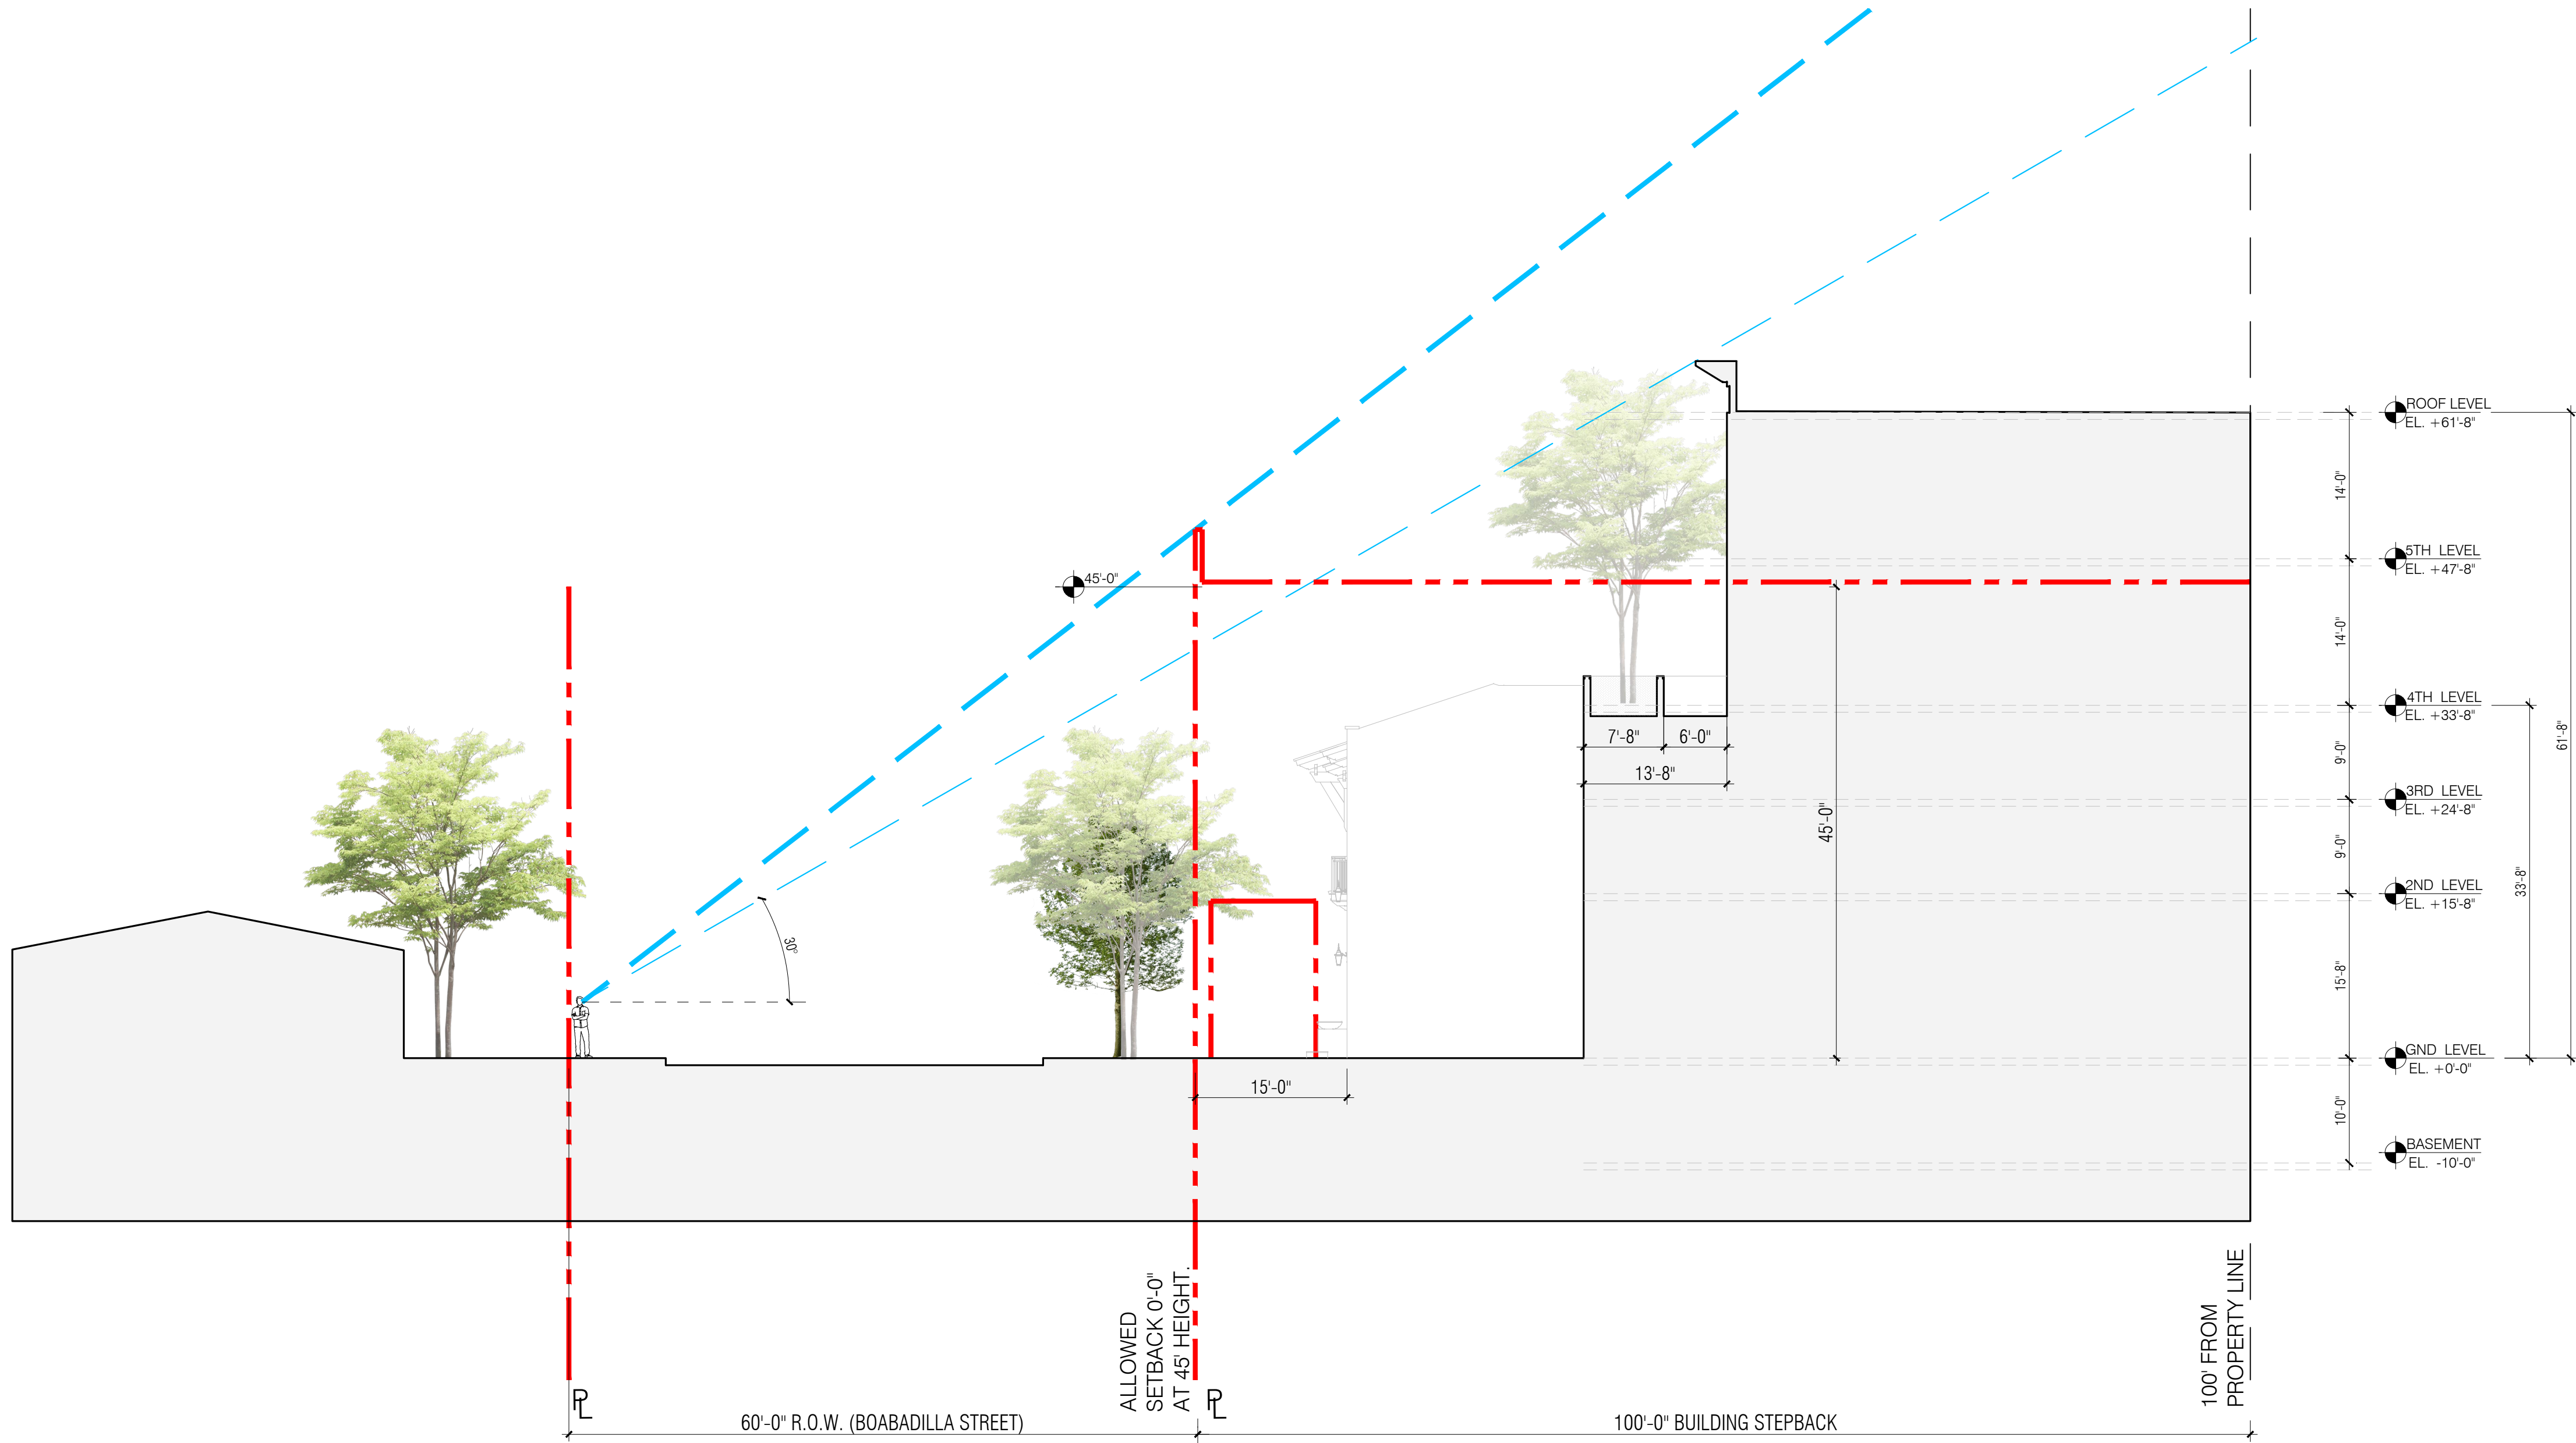 ROOF LEVEL
EL. +61'-8"
14'-0"
5TH LEVEL
EL. +47'-8"
45'-0"
14'-0"
4TH LEVEL
EL. +33'-8"
61'-8"
7'-8"
6'-0"
9'-0"
13'-8"
3RD LEVEL
EL. +24'-8"
45'-0"
9'-0"
33'-8"
2ND LEVEL
EL. +15'-8"
30°
15'-8"
GND LEVEL
EL. +0'-0"
15'-0"
10'-0"
BASEMENT
EL. -10'-0"
ALLOWED
SETBACK 0'-0"
AT 45' HEIGHT.
100' FROM
PROPERTY LINE
PL
PL
60'-0" R.O.W. (BOABADILLA STREET)
100'-0" BUILDING STEPBACK